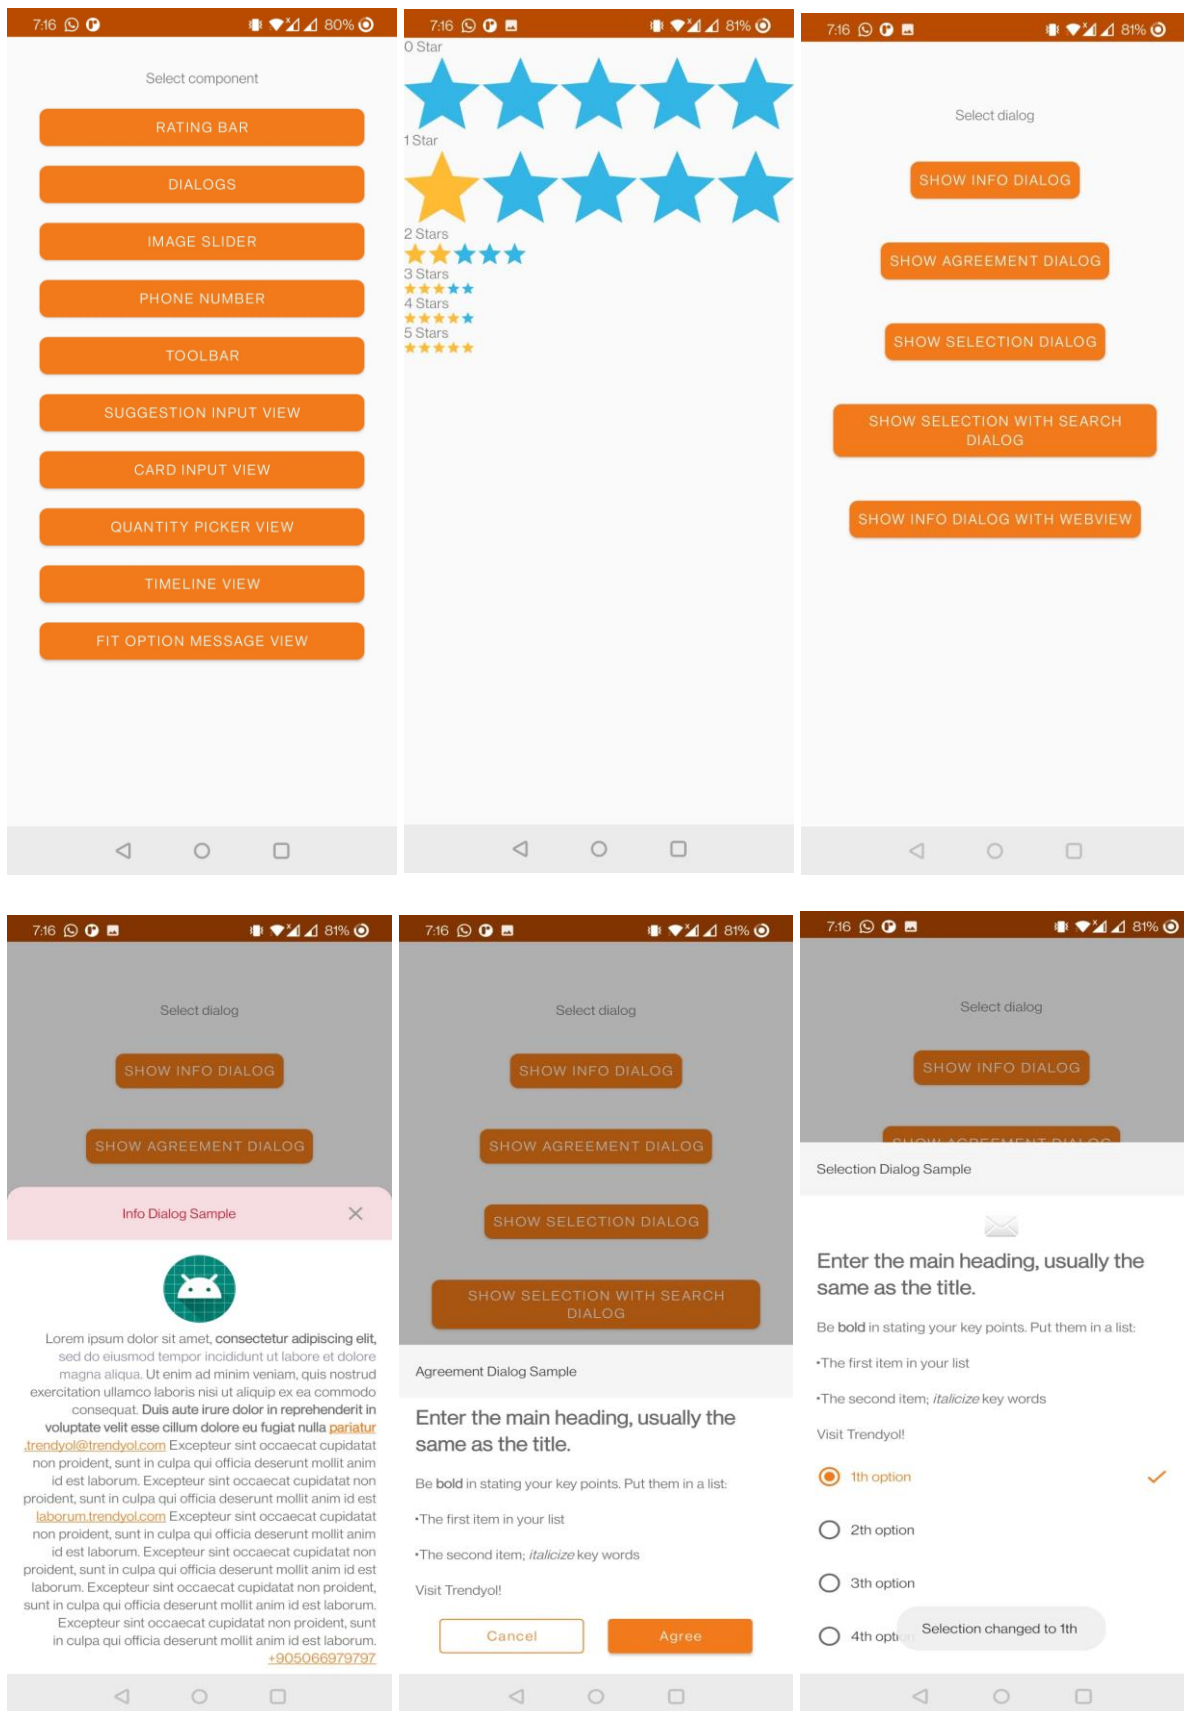 7:16
80%
Select component
RATING BAR
DIALOGS
IMAGE SLIDER
PHONE NUMBER
TOOLBAR
SUGGESTION INPUT VIEW
CARD INPUT VIEW
QUANTITY PICKER VIEW
TIMELINE VIEW
FIT OPTION MESSAGE VIEW
7:16
81%
0 Star
1 Star
2 Stars
3 Stars
4 Stars
5 Stars
7:16
81%
Select dialog
SHOW INFO DIALOG
SHOW AGREEMENT DIALOG
SHOW SELECTION DIALOG
SHOW SELECTION WITH SEARCH
DIALOG
SHOW INFO DIALOG WITH WEBVIEW
7:16
81%
Select dialog
SHOW INFO DIALOG
SHOW AGREEMENT DIALOG
Info Dialog Sample
Lorem ipsum dolor sit amet, consectetur adipiscing elit,
sed do eiusmod tempor incididunt ut labore et dolore
magna aliqua. Ut enim ad minim veniam, quis nostrud
exercitation ullamco laboris nisi ut aliquip ex ea commodo
consequat. Duis aute irure dolor in reprehenderit in
voluptate velit esse cillum dolore eu fugiat nulla pariatur
.trendyol@trendyol.com Excepteur sint occaecat cupidatat
non proident, sunt in culpa qui officia deserunt mollit anim
id est laborum. Excepteur sint occaecat cupidatat non
proident, sunt in culpa qui officia deserunt mollit anim id est
laborum.trendyol.com Excepteur sint occaecat cupidatat
non proident, sunt in culpa qui officia deserunt mollit anim
id est laborum. Excepteur sint occaecat cupidatat non
proident, sunt in culpa qui officia deserunt mollit anim id est
laborum. Excepteur sint occaecat cupidatat non proident,
sunt in culpa qui officia deserunt mollit anim id est laborum.
Excepteur sint occaecat cupidatat non proident, sunt
in culpa qui officia deserunt mollit anim id est laborum.
+905066979797
7:16
81%
Select dialog
SHOW INFO DIALOG
SHOW AGREEMENT DIALOG
SHOW SELECTION DIALOG
SHOW SELECTION WITH SEARCH
DIALOG
Agreement Dialog Sample
Enter the main heading, usually the
same as the title.
Be bold in stating your key points. Put them in a list:
•The first item in your list
•The second item; italicize key words
Visit Trendyol!
Cancel
Agree
7:16
81%
Select dialog
SHOW INFO DIALOG
SHOW AGREEMENT DIALOG
Selection Dialog Sample
Enter the main heading, usually the
same as the title.
Be bold in stating your key points. Put them in a list:
•The first item in your list
•The second item; italicize key words
Visit Trendyol!
1th option
2th option
3th option
4th opti
Selection changed to 1th